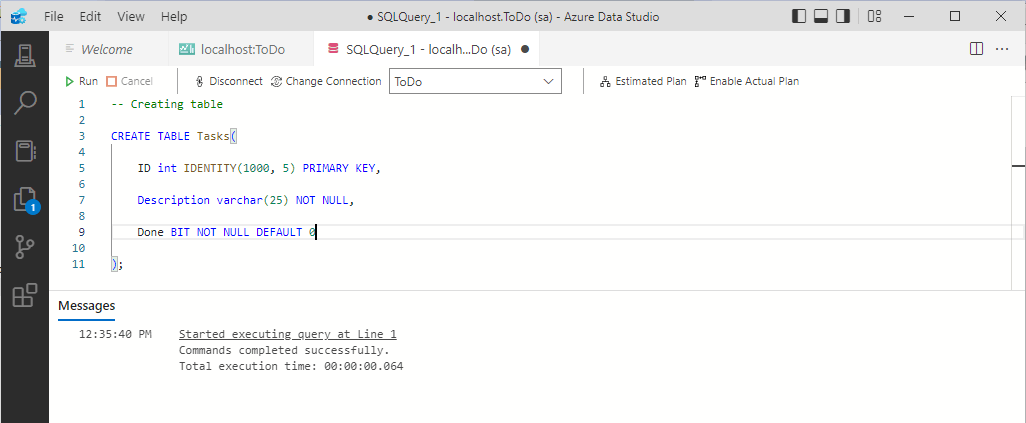 File Edit View Help ● SQLQuery_1 - localhost.ToDo (sa) - Azure Data Studio
Welcome localhost:ToDo SQLQuery_1 - localh...Do (sa) ●
Run Cancel Disconnect Change Connection ToDo Estimated Plan Enable Actual Plan
1 -- Creating table
2
3 CREATE TABLE Tasks(
4
5 ID int IDENTITY(1000, 5) PRIMARY KEY,
6
7 Description varchar(25) NOT NULL,
8
9 Done BIT NOT NULL DEFAULT 0
10
11 );
1
Messages
12:35:40 PM Started executing query at Line 1
Commands completed successfully.
Total execution time: 00:00:00.064